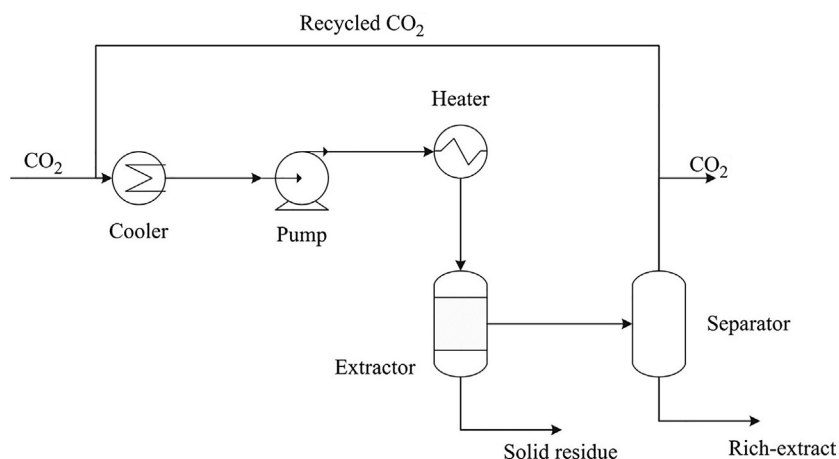 Recycled CO2
Heater
CO2
CO2
Cooler
Pump
Extractor
Separator
Solid residue
Rich-extract